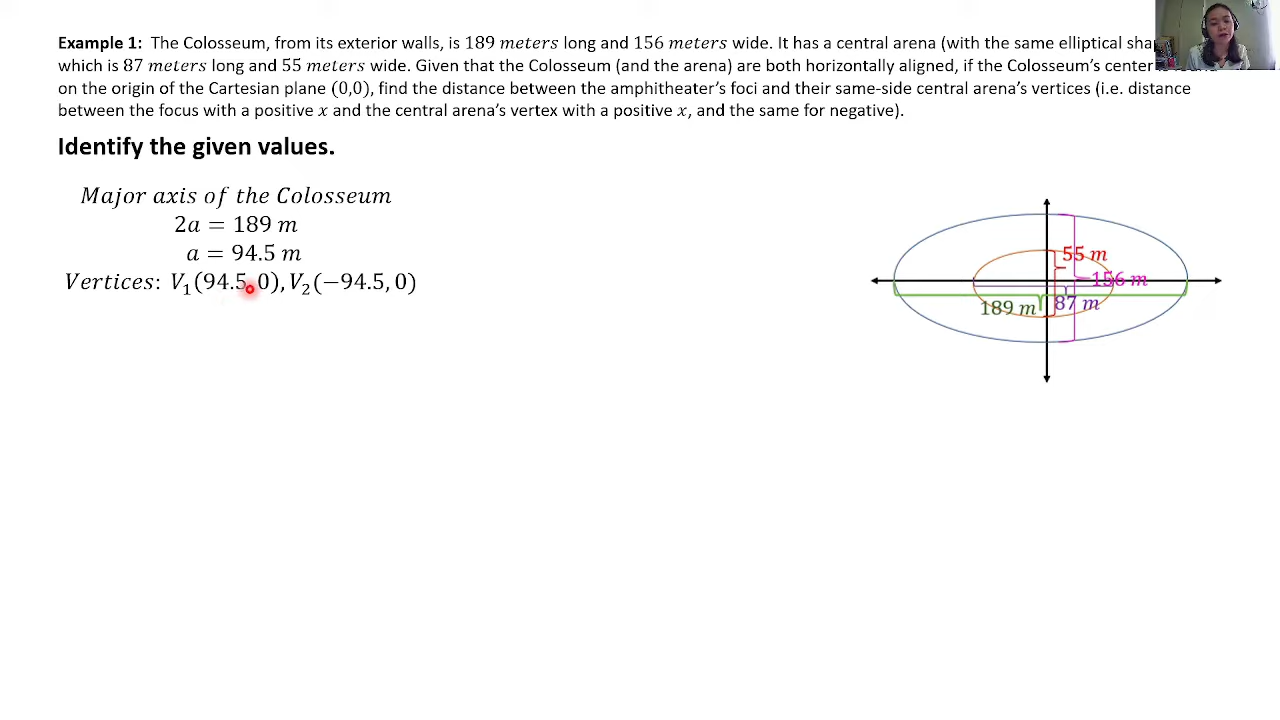 Example 1: The Colosseum, from its exterior walls, is 189 meters long and 156 meters wide. It has a central arena (with the same elliptical
which is 87 meters long and 55 meters wide. Given that the Colosseum (and the arena) are both horizontally aligned, if the Colosseum's center
on the origin of the Cartesian plane (0,0), find the distance between the amphitheater's foci and their same-side central arena's vertices (i.e. distance
between the focus with a positive x and the central arena's vertex with a positive x, and the same for negative).
Identify the given values.
Major axis of the Colosseum
2a = 189 m
a = 94.5 m
Vertices: V₁(94.5,0), V₂(−94.5, 0)
55 m
156 m
189 m
87 m